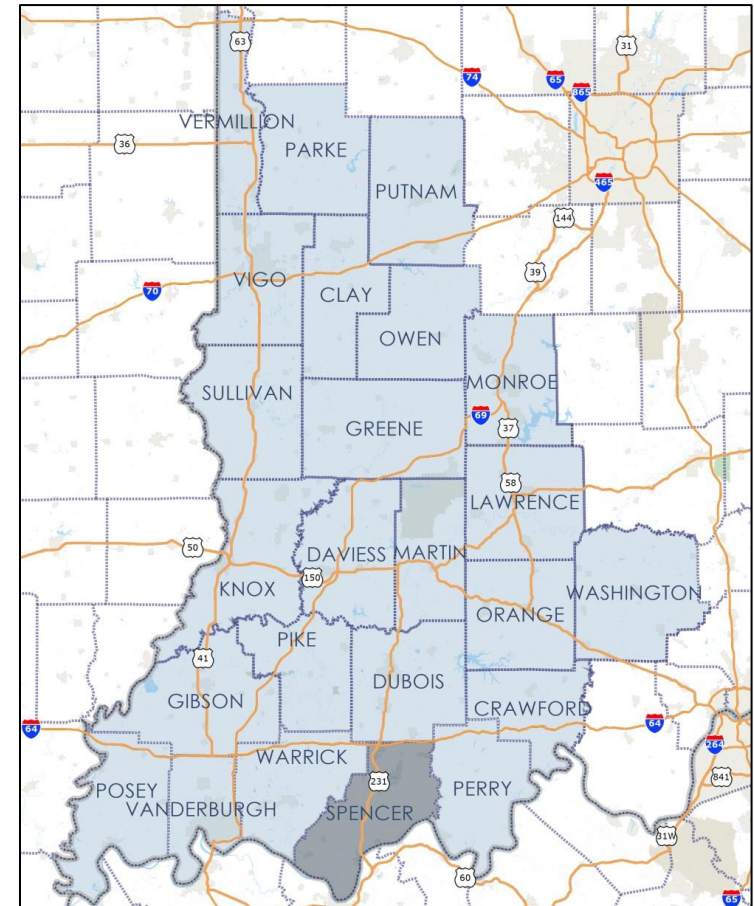 63
31
74
65
865
VERMILLION
36
PARKE
465
PUTNAM
144
39
VIGO
70
CLAY
OWEN
MONROE
SULLIVAN
69
GREENE
37
58
LAWRENCE
50
DAVIESS
MARTIN
150
KNOX
WASHINGTON
ORANGE
PIKE
41
DUBOIS
GIBSON
CRAWFORD
64
64
264
WARRICK
231
841
POSEY
PERRY
VANDERBURGH
SPENCER
31W
60
65